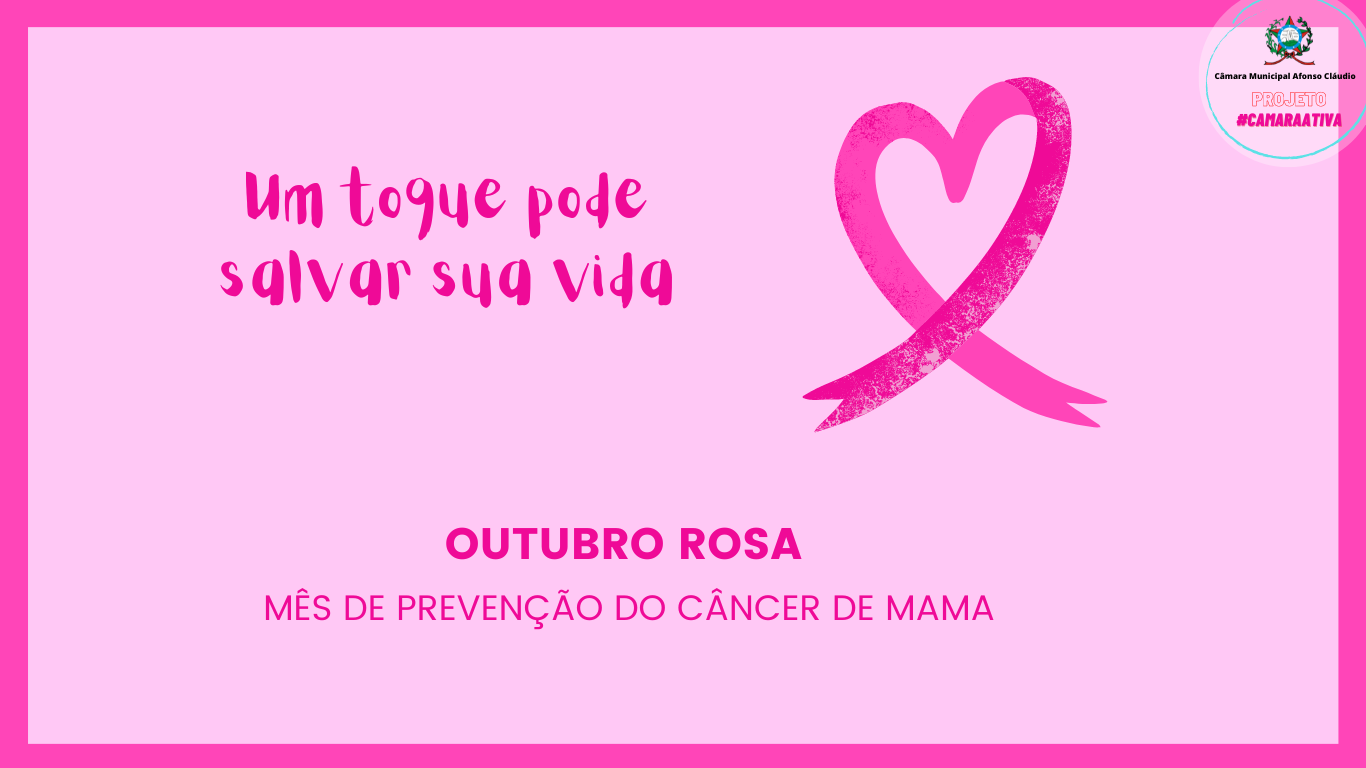 Câmara Municipal Afonso Cláudio
PROJETO
#CAMARAATIVA
Um toque pode
salvar sua vida
OUTUBRO ROSA
MÊS DE PREVENÇÃO DO CÂNCER DE MAMA